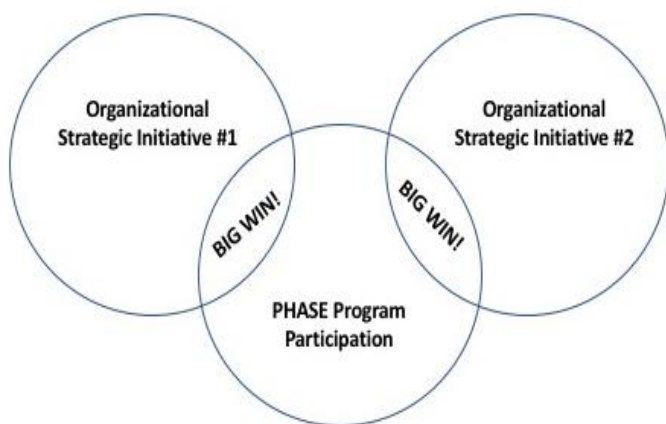 Organizational
Strategic Initiative #1
Organizational
Strategic Initiative #2
BIG WIN!
BIG WIN!
PHASE Program
Participation